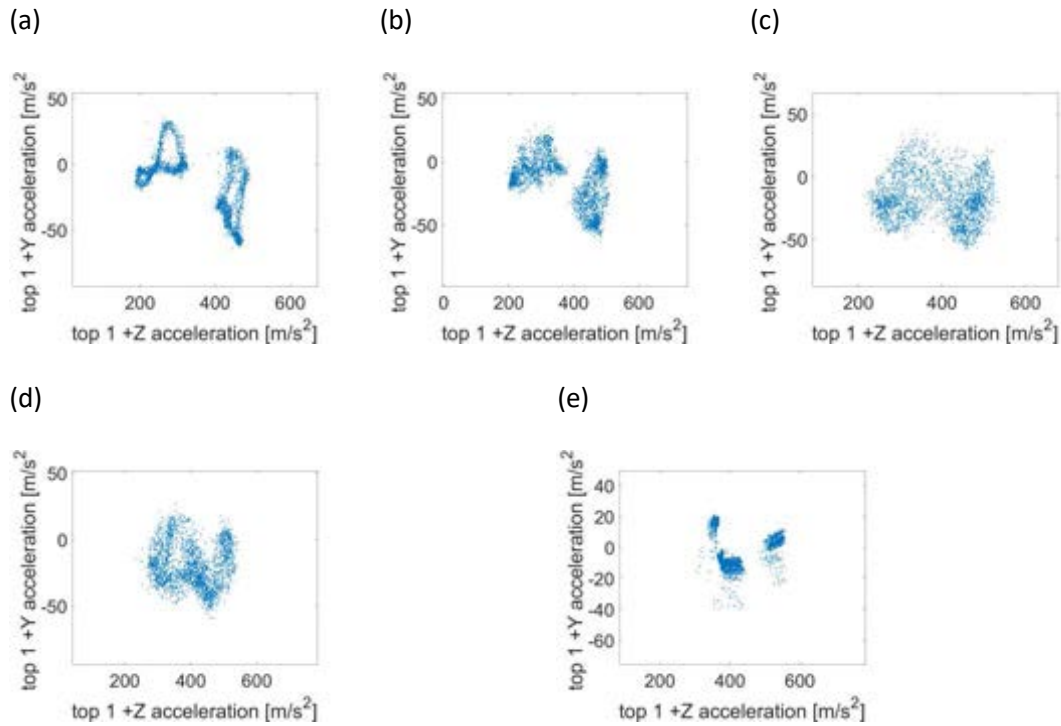 (a) (b) (c)
top 1 +Y acceleration [m/s²]
50
0
-50
200 400 600
top 1 +Z acceleration [m/s²]
top 1 +Y acceleration [m/s²]
50
0
-50
0 200 400 600
top 1 +Z acceleration [m/s²]
top 1 +Y acceleration [m/s²]
50
0
-50
200 400 600
top 1 +Z acceleration [m/s²]
(d) (e)
top 1 +Y acceleration [m/s²]
50
0
-50
200 400 600
top 1 +Z acceleration [m/s²]
top 1 +Y acceleration [m/s²]
40
20
0
-20
-40
-60
200 400 600
top 1 +Z acceleration [m/s²]